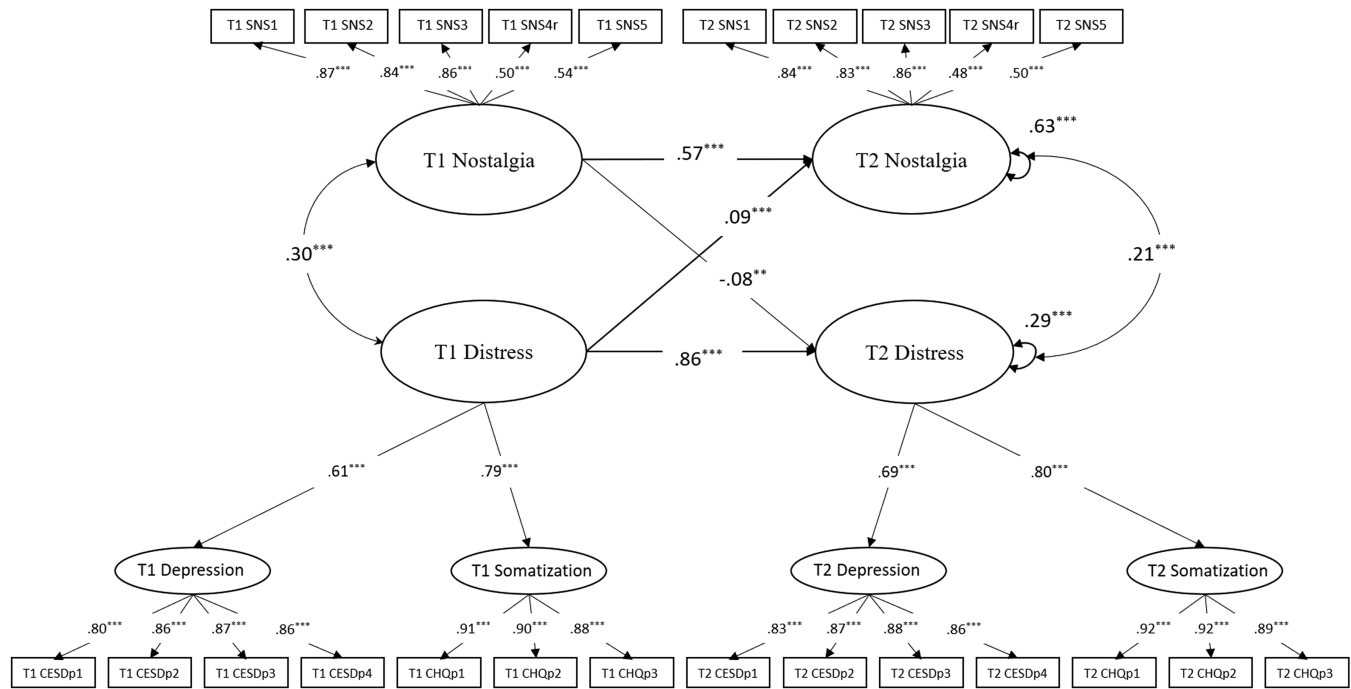 T1 SNS1 T1 SNS2 T1 SNS3 T1 SNS4r T1 SNS5 T2 SNS1 T2 SNS2 T2 SNS3 T2 SNS4r T2 SNS5
.87*** .84*** .86*** .50*** .54*** .84*** .83*** .86*** .48*** .50***
.63***
T1 Nostalgia .57*** T2 Nostalgia
.09***
.30*** -.08** .21***
.29***
T1 Distress .86*** T2 Distress
.61*** .79*** .69*** .80***
T1 Depression T1 Somatization T2 Depression T2 Somatization
.80*** .86*** .87*** .86*** .91*** .90*** .88*** .83*** .87*** .88*** .86*** .92*** .92*** .89***
T1 CESDp1 T1 CESDp2 T1 CESDp3 T1 CESDp4 T1 CHQp1 T1 CHQp2 T1 CHQp3 T2 CESDp1 T2 CESDp2 T2 CESDp3 T2 CESDp4 T2 CHQp1 T2 CHQp2 T2 CHQp3